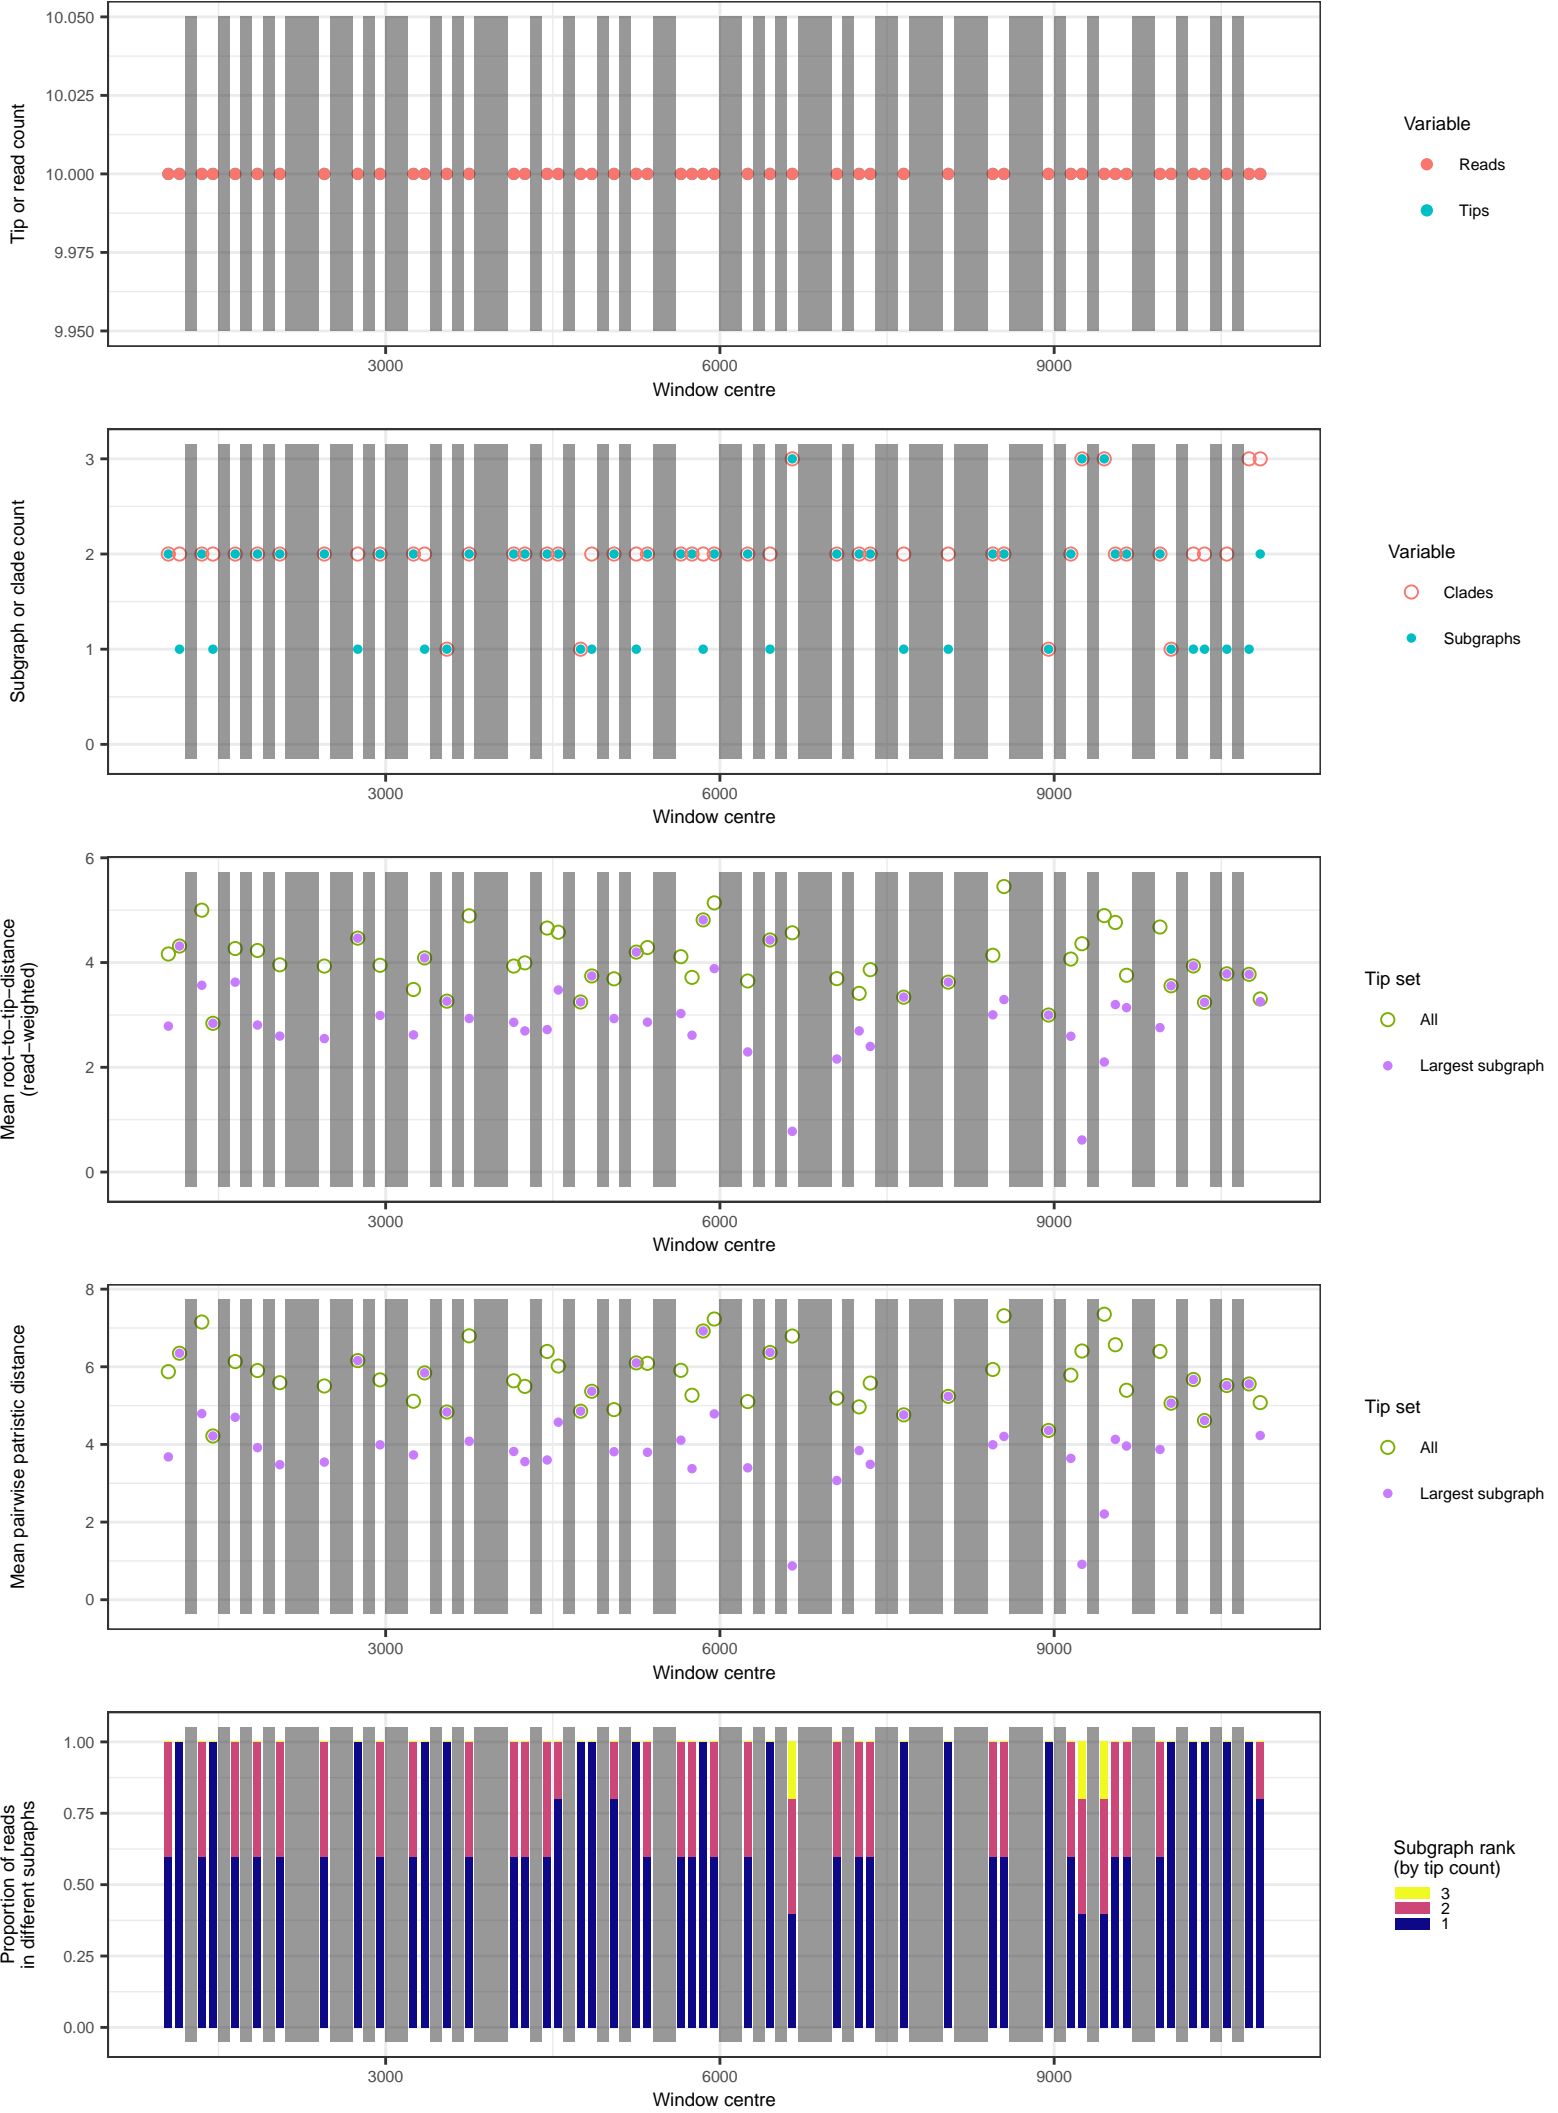 10.050
10.025
10.000
9.975
9.950
Tip or read count
3000
6000
9000
Window centre
Variable
Reads
Tips
3
2
1
0
Subgraph or clade count
3000
6000
9000
Window centre
Variable
Clades
Subgraphs
6
4
2
0
Mean root−to−tip−distance
(read−weighted)
3000
6000
9000
Window centre
Tip set
All
Largest subgraph
8
6
4
2
0
Mean pairwise patristic distance
3000
6000
9000
Window centre
Tip set
All
Largest subgraph
1.00
0.75
0.50
0.25
0.00
Proportion of reads
in different subraphs
3000
6000
9000
Window centre
Subgraph rank
(by tip count)
3
2
1